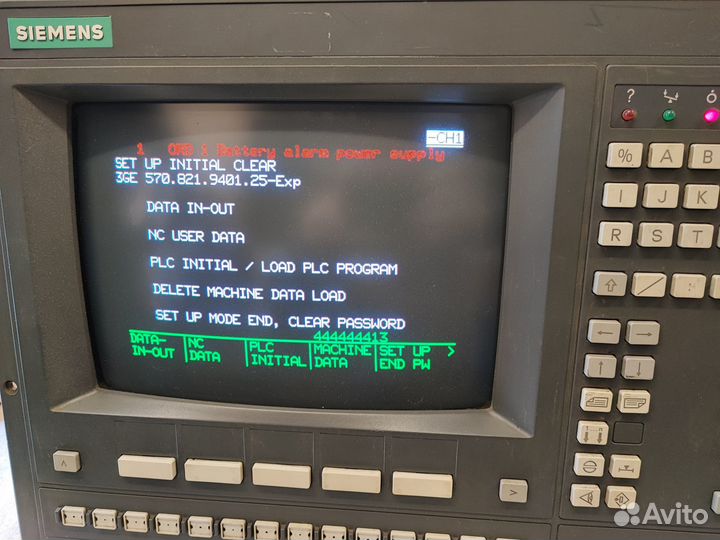 SIEMENS
-CH1
1 ORD 1 Battery alarm power supply
SET UP INITIAL CLEAR
3GE 570.821.9401.25-Exp
DATA IN-OUT
NC USER DATA
PLC INITIAL / LOAD PLC PROGRAM
DELETE MACHINE DATA LOAD
SET UP MODE END, CLEAR PASSWORD
444444413
DATA- NC PLC MACHINE SET UP >
IN-OUT DATA INITIAL DATA END PW
?
% A B
I J K
R S T
Avito